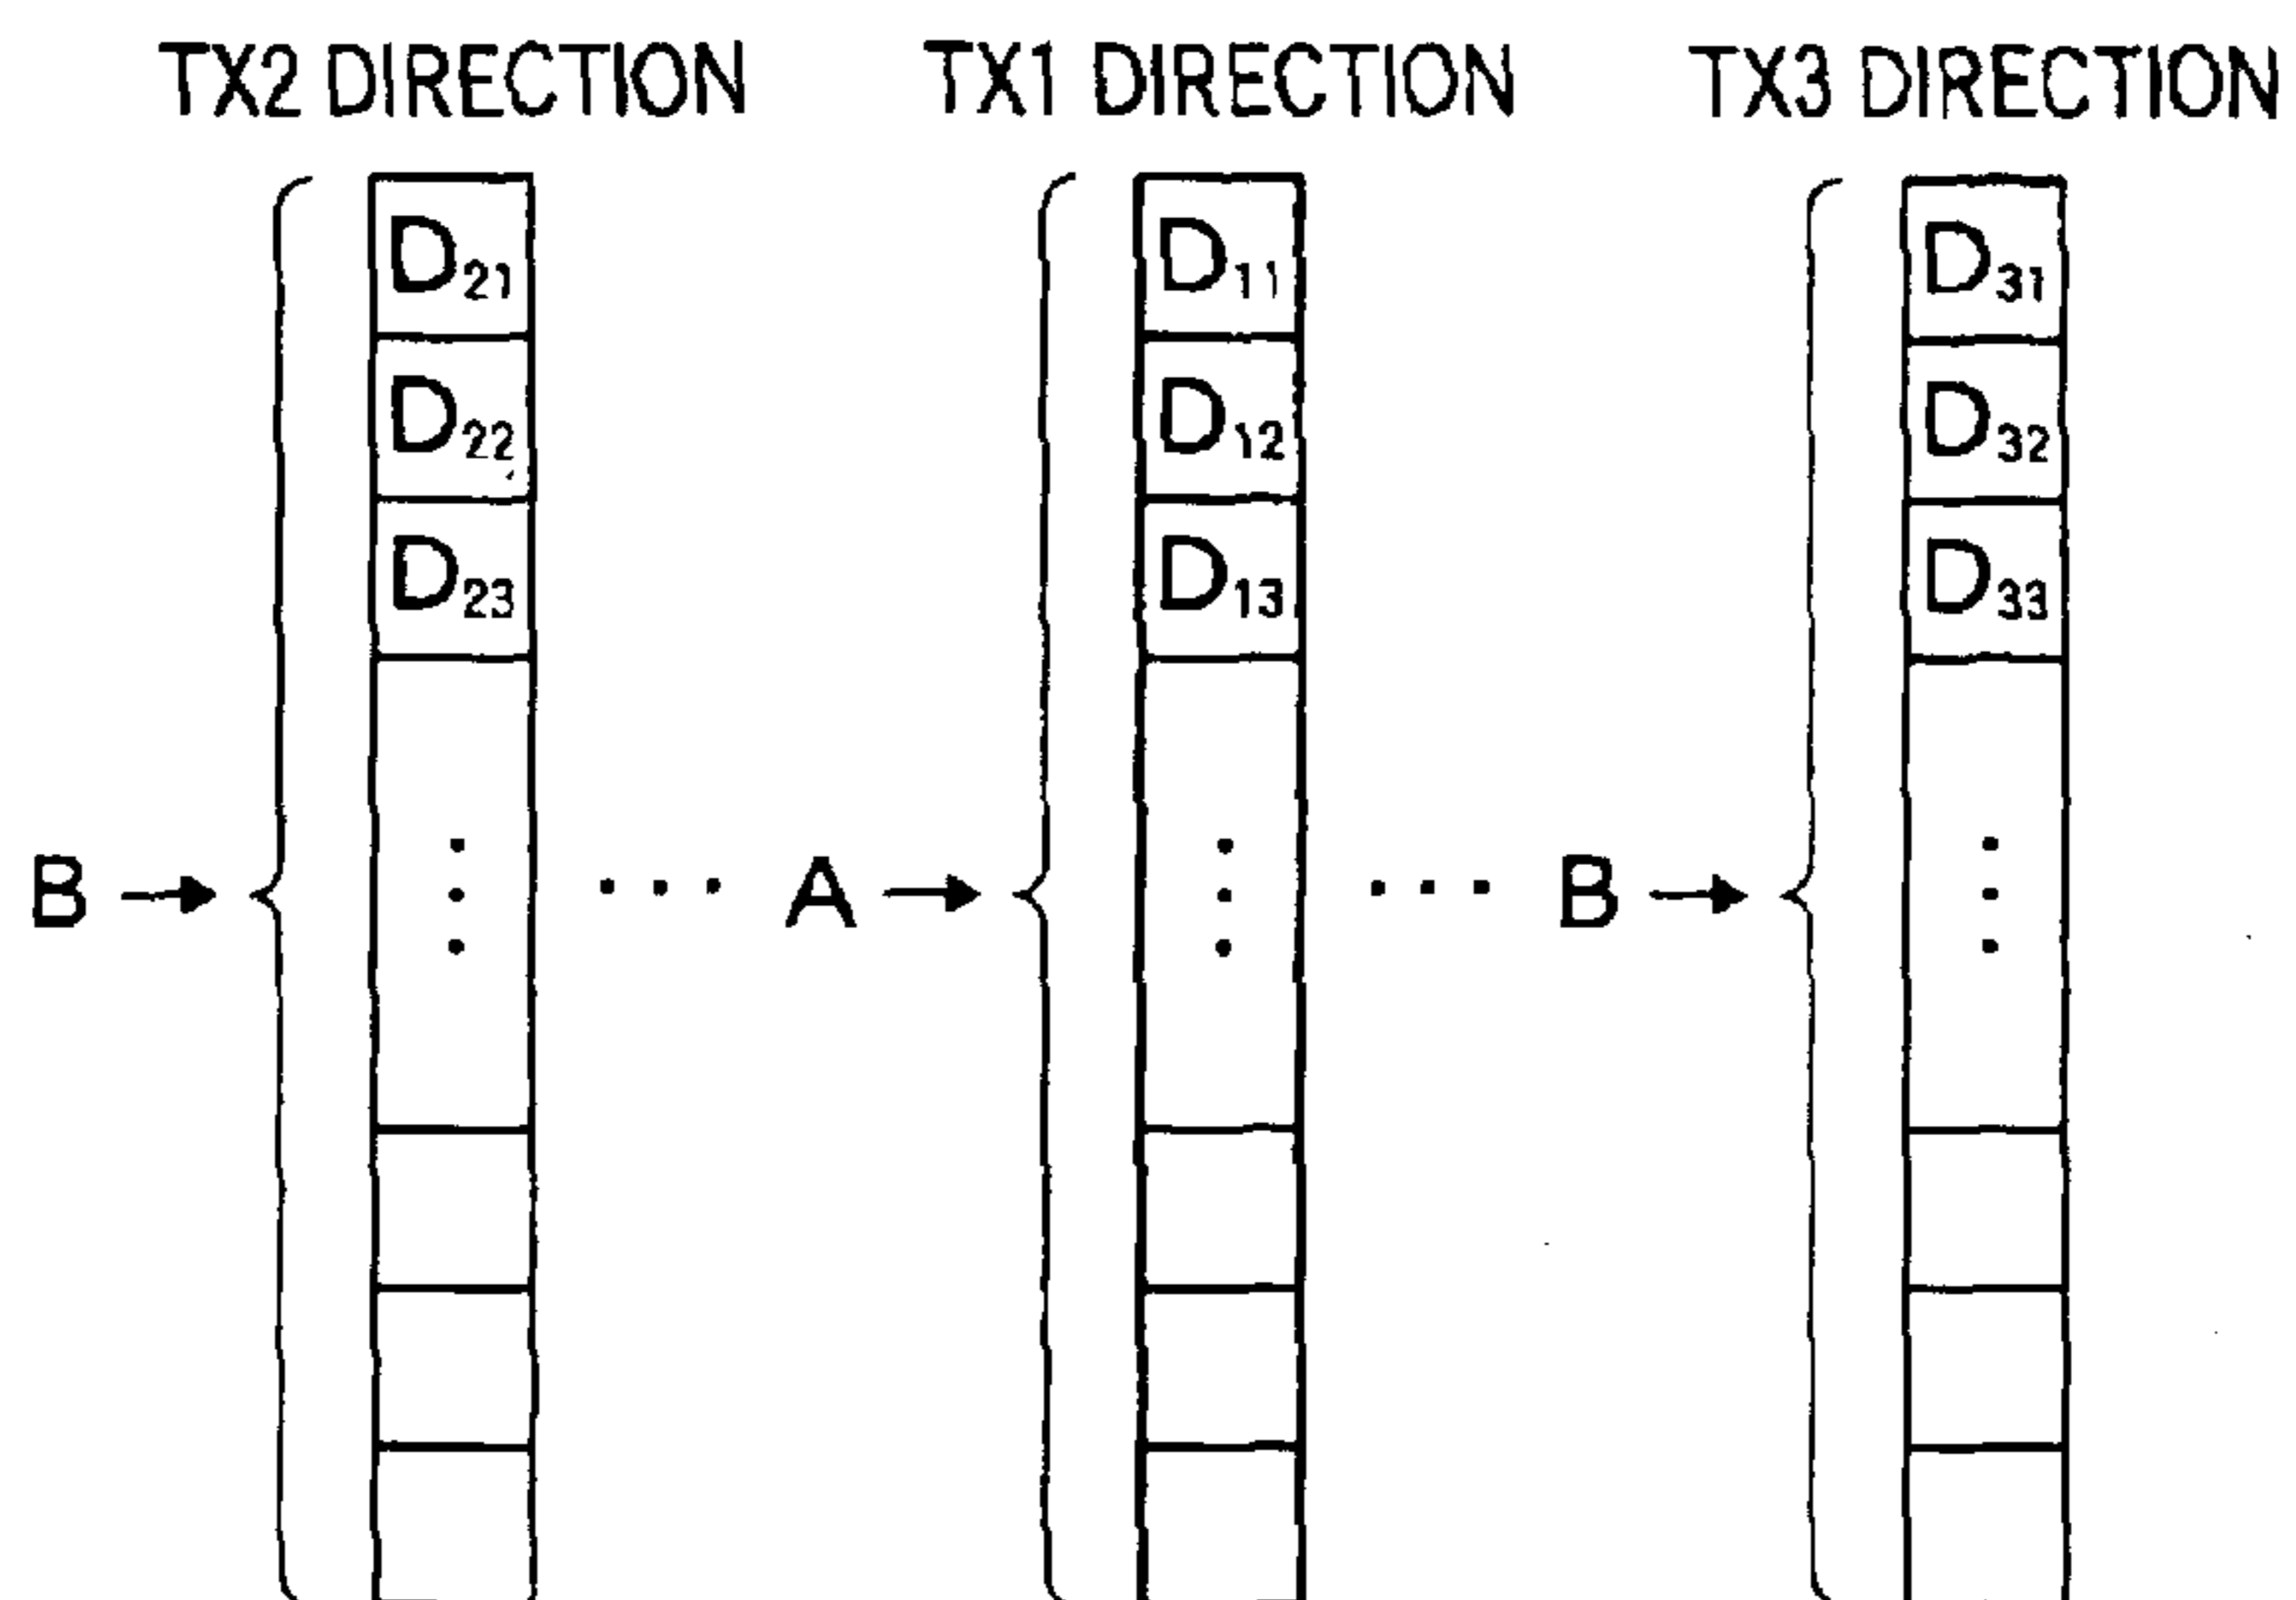 TX2 DIRECTION TX1 DIRECTION TX3 DIRECTION
D21 D11 D31
D22 D12 D32
D23 D13 D33
B → ... A → ... B →